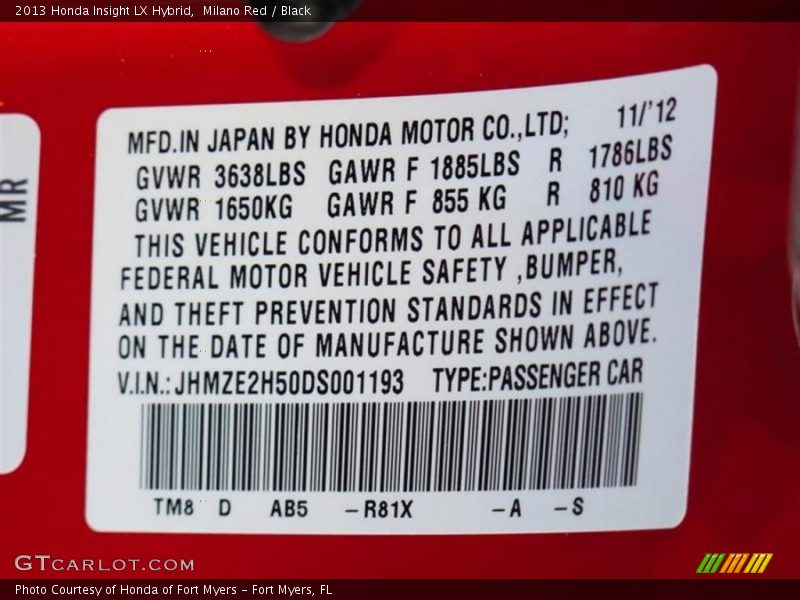 2013 Honda Insight LX Hybrid, Milano Red / Black
MR
MFD.IN JAPAN BY HONDA MOTOR CO.,LTD; 11/'12
GVWR 3638LBS GAWR F 1885LBS R 1786LBS
GVWR 1650KG GAWR F 855 KG R 810 KG
THIS VEHICLE CONFORMS TO ALL APPLICABLE
FEDERAL MOTOR VEHICLE SAFETY ,BUMPER,
AND THEFT PREVENTION STANDARDS IN EFFECT
ON THE DATE OF MANUFACTURE SHOWN ABOVE.
V.I.N.: JHMZE2H50DS001193 TYPE:PASSENGER CAR
TM8 D AB5 -R81X -A -S
GTCARLOT.COM
Photo Courtesy of Honda of Fort Myers - Fort Myers, FL